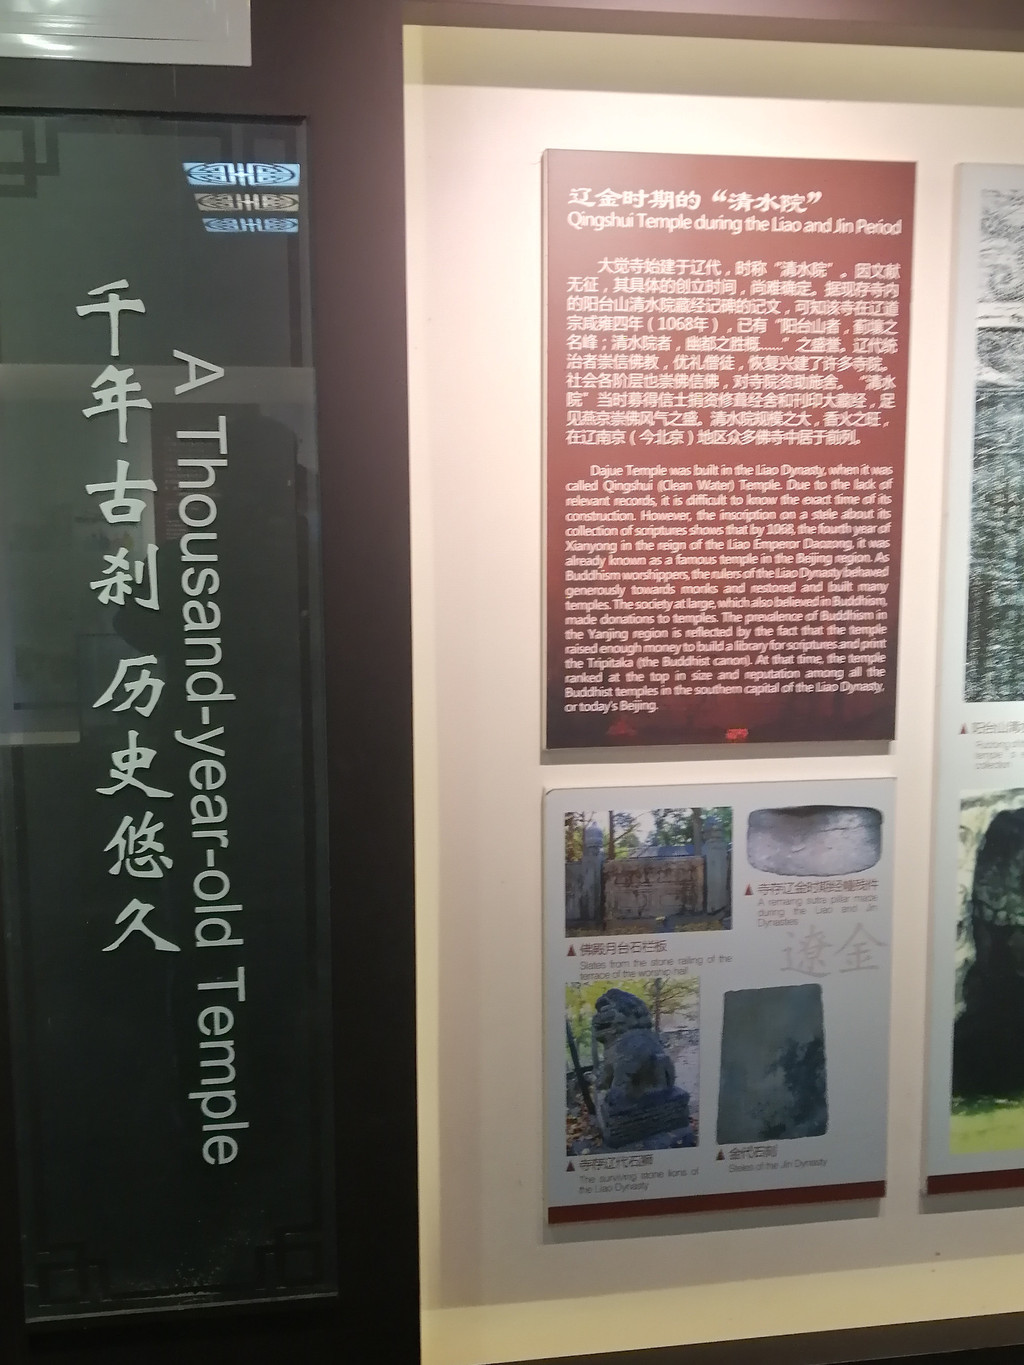 千年古刹 历史悠久
A Thousand-year-old Temple
辽金时期的“清水院”
Qingshui Temple during the Liao and Jin Period
大觉寺始建于辽代，时称“清水院”。因文献
无征，其具体的创立时间，尚难确定。据现存寺内
的阳台山清水院藏经记碑的记文，可知该寺在辽道
宗咸雍四年（1068年），已有“阳台山者，蓟壤之
名峰；清水院者，幽都之胜概……”之盛誉。辽代统
治者崇信佛教，优礼僧徒，恢复兴建了许多寺院。
社会各阶层也崇佛信佛，对寺院资助施舍。“清水
院”当时募得信士捐资修葺经舍和刊印大藏经，足
见燕京崇佛风气之盛。清水院规模之大，香火之旺，
在辽南京（今北京）地区众多佛寺中居于前列。
Dajue Temple was built in the Liao Dynasty, when it was
called Qingshui (Clean Water) Temple. Due to the lack of
relevant records, it is difficult to know the exact time of its
construction. However, the inscription on a stele about its
collection of scriptures shows that by 1068, the fourth year of
Xianyong in the reign of the Liao Emperor Daozong, it was
already known as a famous temple in the Beijing region. As
Buddhism worshippers, the rulers of the Liao Dynasty behaved
generously towards monks and restored and built many
temples. The society at large, which also believed in Buddhism,
made donations to temples. The prevalence of Buddhism in
the Yanjing region is reflected by the fact that the temple
raised enough money to build a library for scriptures and print
the Tripitaka (the Buddhist canon). At that time, the temple
ranked at the top in size and reputation among all the
Buddhist temples in the southern capital of the Liao Dynasty,
or today's Beijing.
佛殿月台石栏板
Slates from the stone railing of the
terrace of the worship hall
寺存辽金时期经幢残件
A remaing sutra pillar made
during the Liao and Jin
Dynasties
遼金
寺存辽代石狮
The surviving stone lions of
the Liao Dynasty
金代石刻
Slates of the Jin Dynasty
阳台山清
temple
collection